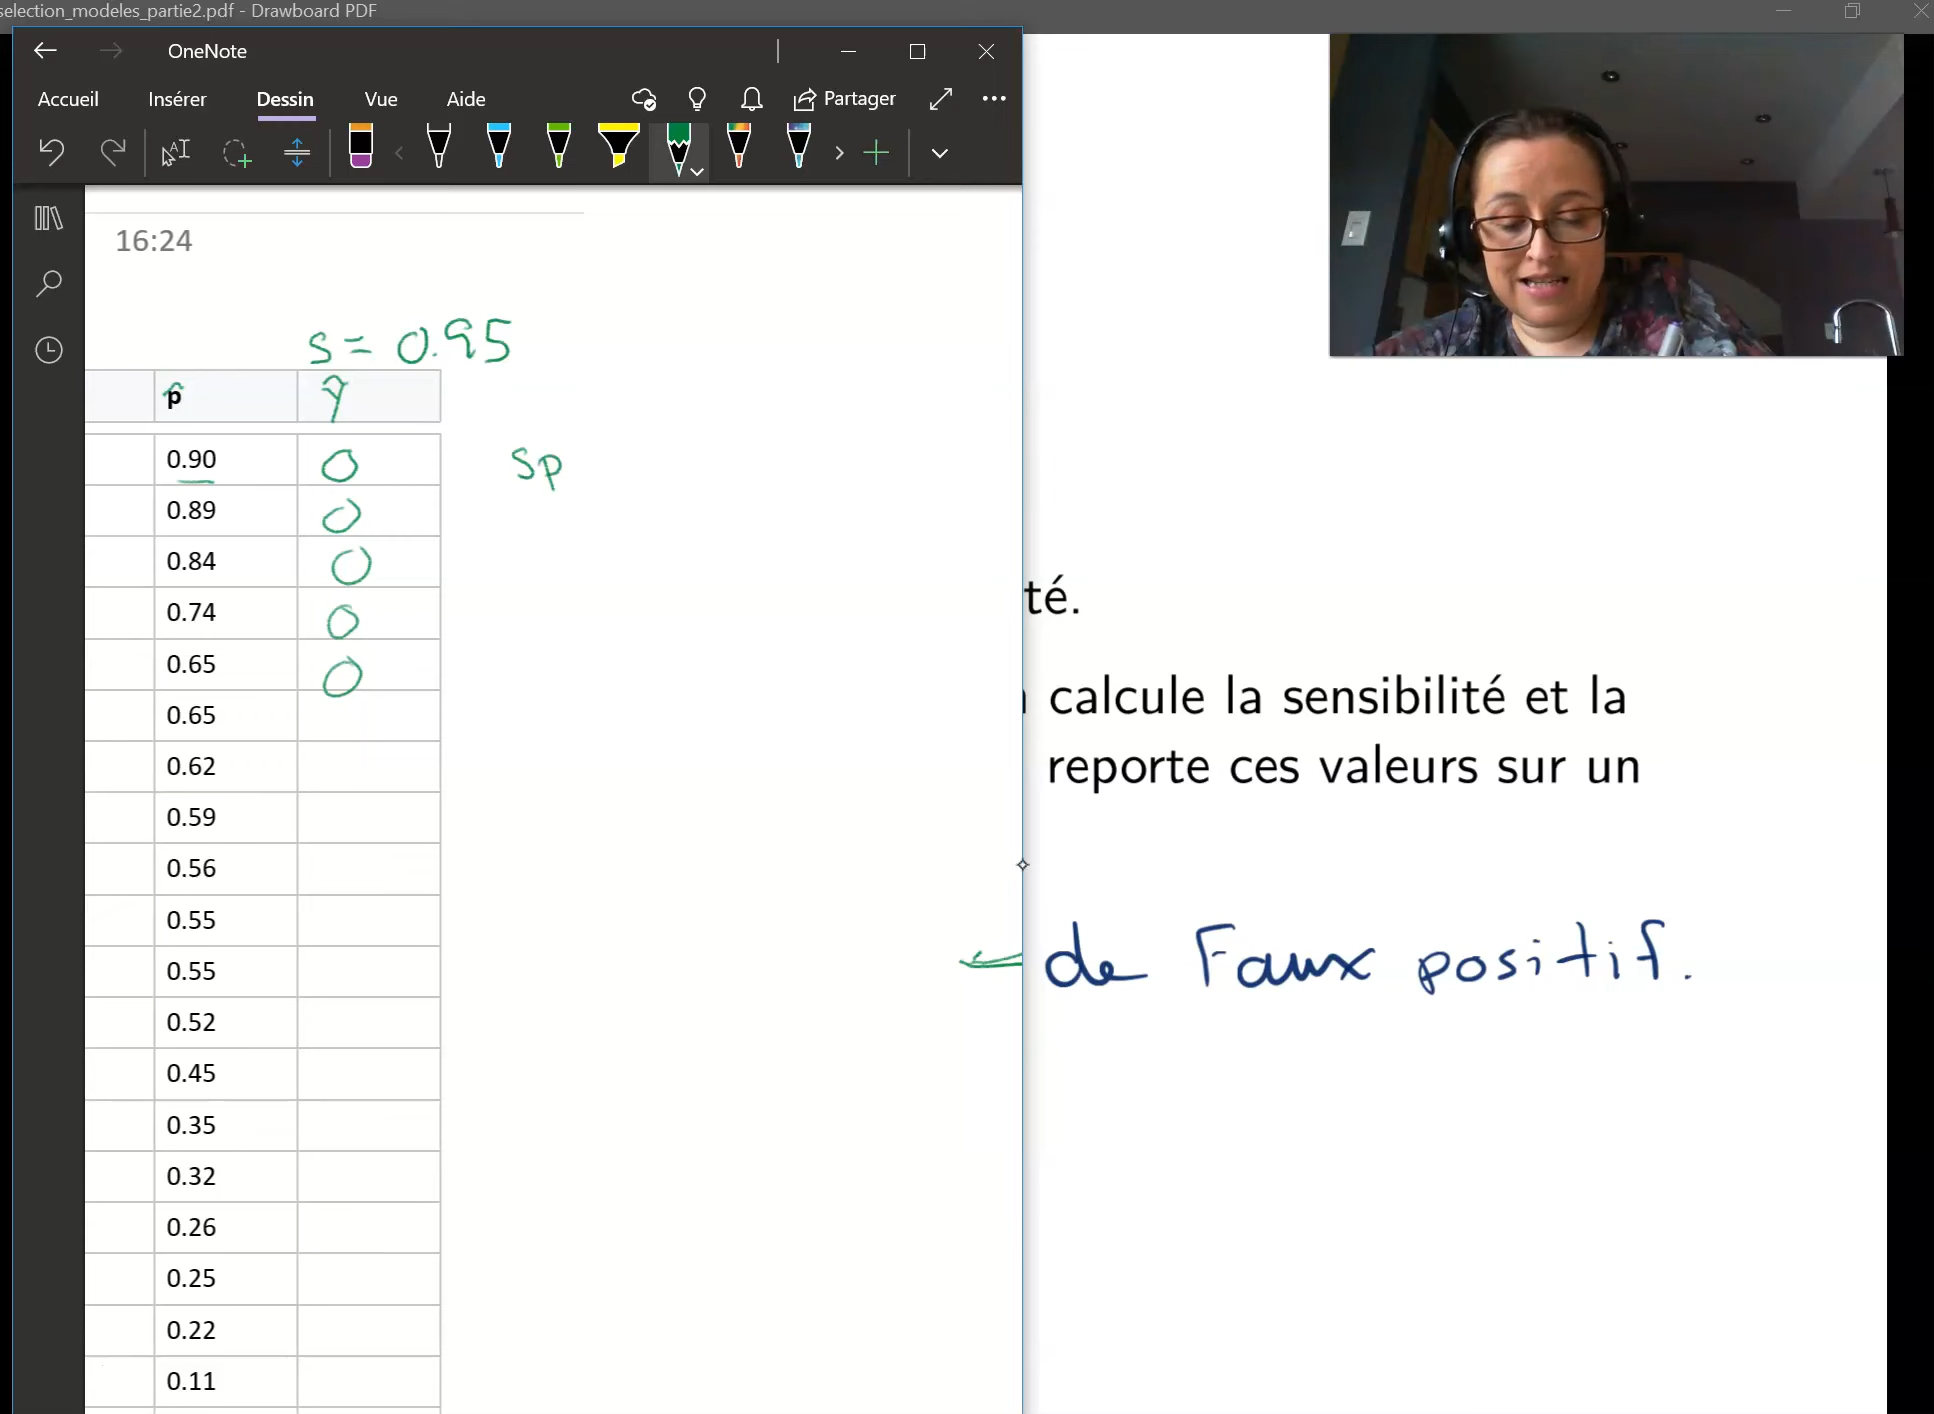 selection_modeles_partie2.pdf - Drawboard PDF
OneNote
Accueil Insérer Dessin Vue Aide Partager
16:24
s = 0.95
p̂ ŷ
0.90 0 Sp
0.89 0
0.84 0
0.74 0
0.65 0
0.65
0.62
0.59
0.56
0.55
0.55
0.52
0.45
0.35
0.32
0.26
0.25
0.22
0.11
té.
calcule la sensibilité et la
reporte ces valeurs sur un
de Faux positif.